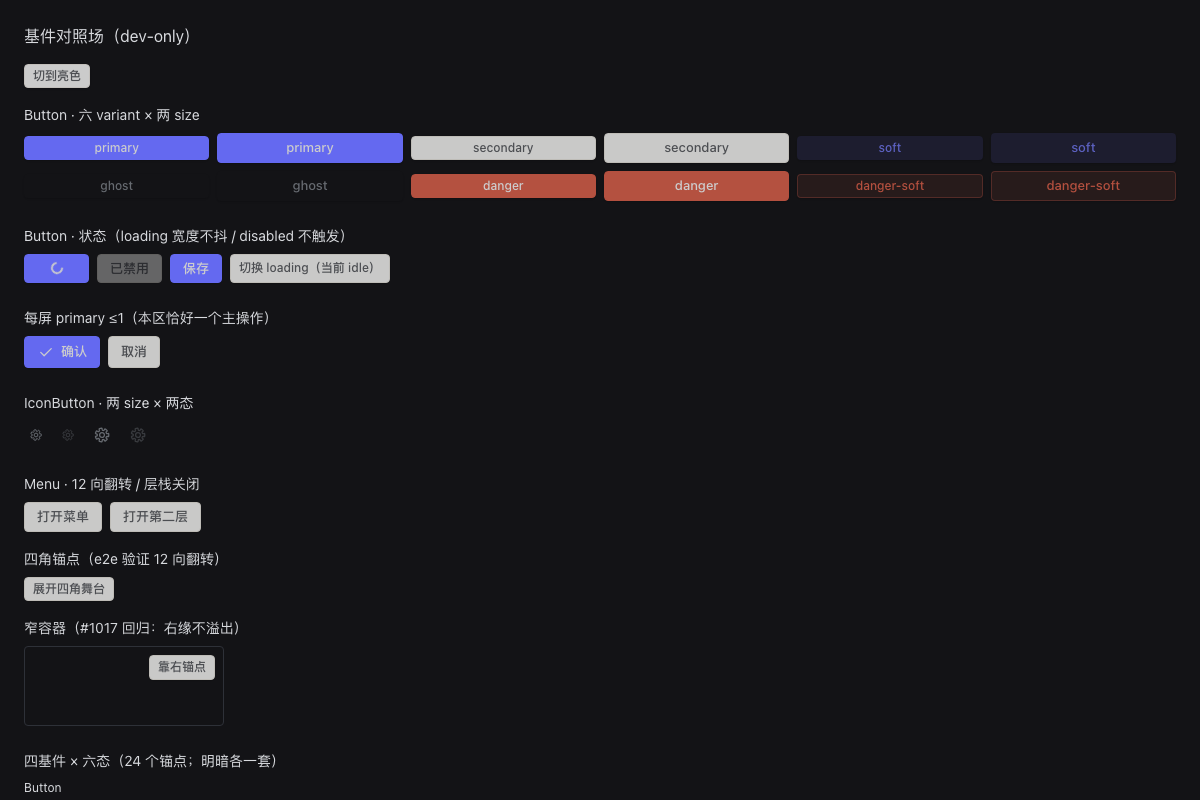 基件对照场（dev-only）
切到亮色
Button · 六 variant × 两 size
primary primary secondary secondary soft soft
ghost ghost danger danger danger-soft danger-soft
Button · 状态（loading 宽度不抖 / disabled 不触发）
已禁用 保存 切换 loading（当前 idle）
每屏 primary ≤1（本区恰好一个主操作）
确认 取消
IconButton · 两 size × 两态
Menu · 12 向翻转 / 层栈关闭
打开菜单 打开第二层
四角锚点（e2e 验证 12 向翻转）
展开四角舞台
窄容器（#1017 回归：右缘不溢出）
靠右锚点
四基件 × 六态（24 个锚点；明暗各一套）
Button